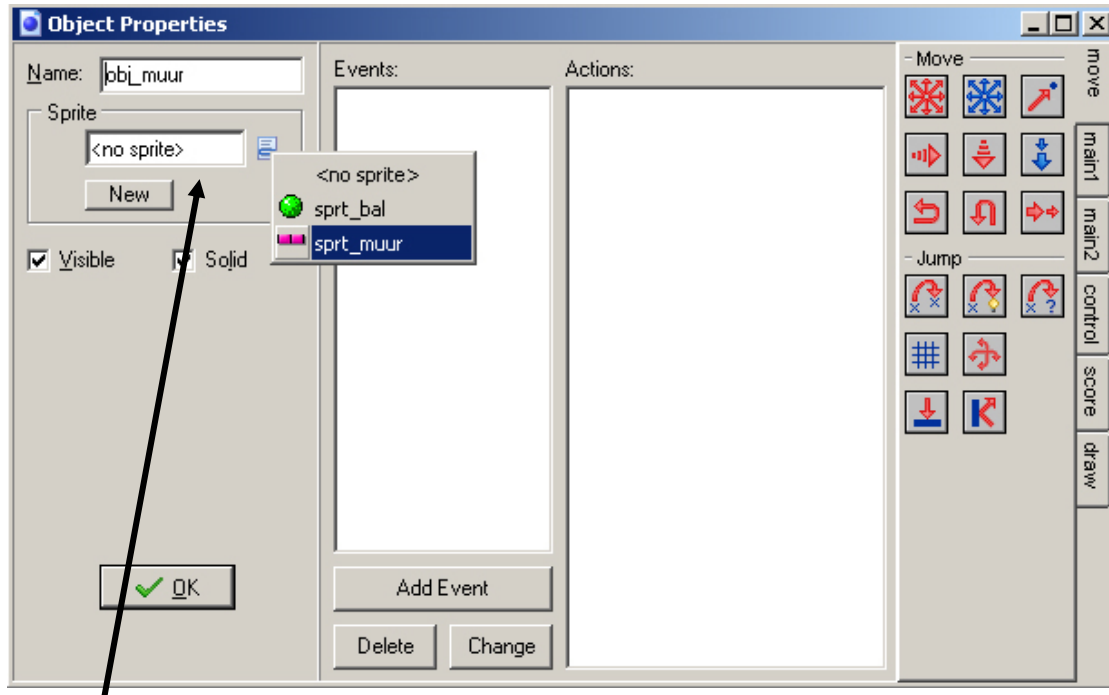 Object Properties
Name: obj_muur
Sprite
<no sprite>
New
<no sprite>
sprt_bal
sprt_muur
Visible
Solid
OK
Events:
Add Event
Delete
Change
Actions:
Move
Jump
move
main1
main2
control
score
draw